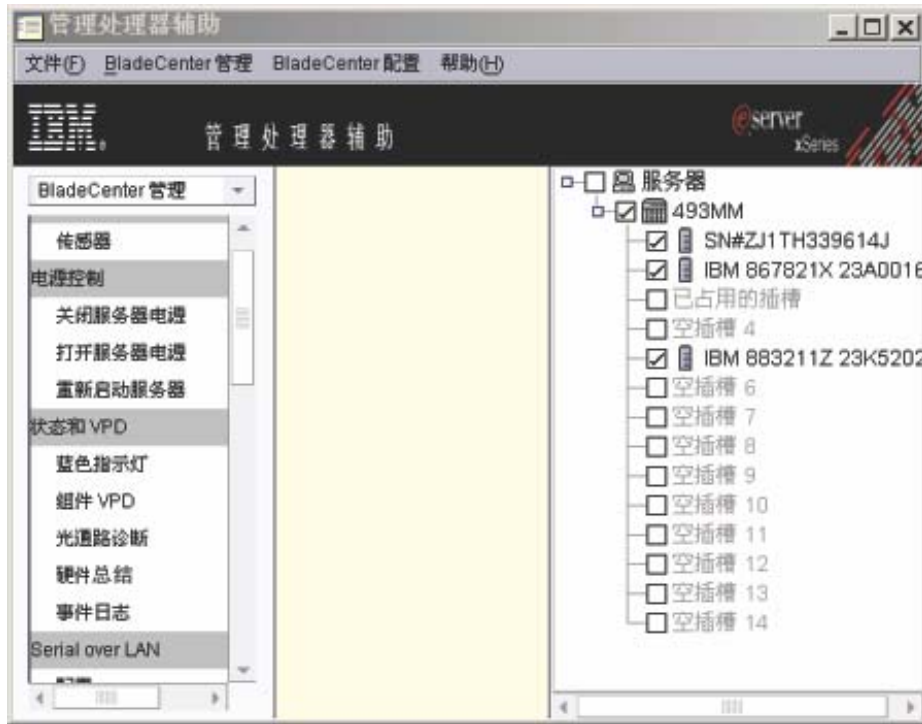 管理处理器辅助
文件(F) BladeCenter 管理 BladeCenter 配置 帮助(H)
IBM. 管理处理器辅助
eserver
xSeries
BladeCenter 管理
传感器
电源控制
关闭服务器电源
打开服务器电源
重新启动服务器
状态和 VPD
蓝色指示灯
组件 VPD
光通路诊断
硬件总结
事件日志
Serial over LAN
服务器
493MM
SN#ZJ1TH339614J
IBM 867821X 23A0016
已占用的插槽
空插槽 4
IBM 883211Z 23K5202
空插槽 6
空插槽 7
空插槽 8
空插槽 9
空插槽 10
空插槽 11
空插槽 12
空插槽 13
空插槽 14